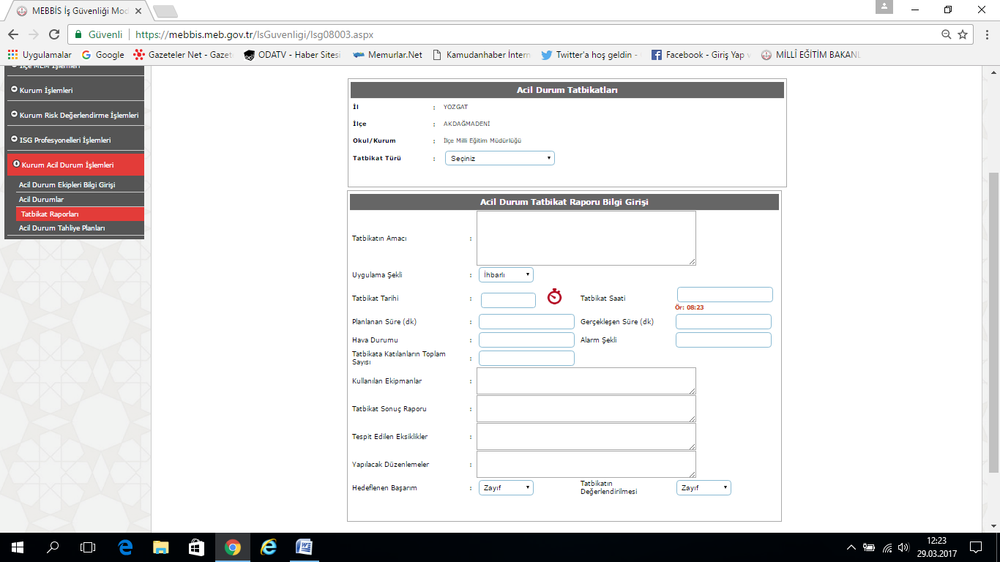 MEBBİS İş Güvenliği Mod
Güvenli
https://mebbis.meb.gov.tr/IsGuvenligi/Isg08003.aspx
Uygulamalar
Google
Gazeteler Net - Gazet
ODATV - Haber Sitesi
Memurlar.Net
Kamudanhaber İntern
Twitter'a hoş geldin -
Facebook - Giriş Yap v
MİLLÎ EĞİTİM BAKANL
İlçe MEM İşlemleri
Kurum İşlemleri
Kurum Risk Değerlendirme İşlemleri
ISG Profesyonelleri İşlemleri
Kurum Acil Durum İşlemleri
Acil Durum Ekipleri Bilgi Girişi
Acil Durumlar
Tatbikat Raporları
Acil Durum Tahliye Planları
Acil Durum Tatbikatları
İl : YOZGAT
İlçe : AKDAĞMADENİ
Okul/Kurum : İlçe Milli Eğitim Müdürlüğü
Tatbikat Türü : Seçiniz
Acil Durum Tatbikat Raporu Bilgi Girişi
Tatbikatın Amacı :
Uygulama Şekli : İhbarlı
Tatbikat Tarihi : Tatbikat Saati
Ör: 08:23
Planlanan Süre (dk) : Gerçekleşen Süre (dk)
Hava Durumu : Alarm Şekli
Tatbikata Katılanların Toplam
Sayısı :
Kullanılan Ekipmanlar :
Tatbikat Sonuç Raporu :
Tespit Edilen Eksiklikler :
Yapılacak Düzenlemeler :
Hedeflenen Başarım : Zayıf
Tatbikatın
Değerlendirilmesi Zayıf
12:23
29.03.2017